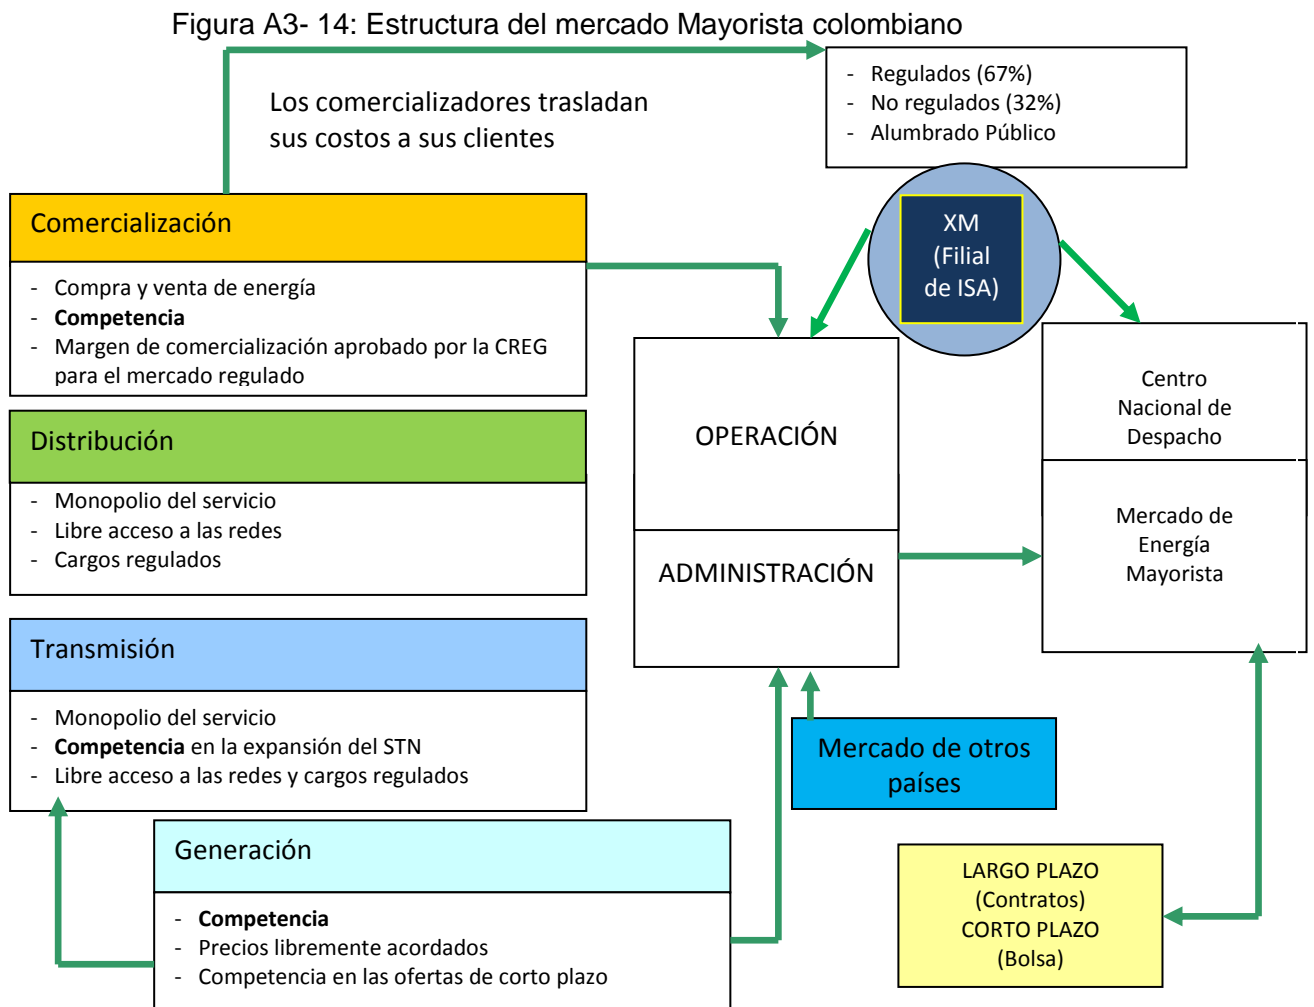 Figura A3- 14: Estructura del mercado Mayorista colombiano
- Regulados (67%)
- No regulados (32%)
- Alumbrado Público
Los comercializadores trasladan
sus costos a sus clientes
XM
(Filial
de ISA)
Comercialización
- Compra y venta de energía
- Competencia
- Margen de comercialización aprobado por la CREG
para el mercado regulado
OPERACIÓN
ADMINISTRACIÓN
Centro
Nacional de
Despacho
Mercado de
Energía
Mayorista
Distribución
- Monopolio del servicio
- Libre acceso a las redes
- Cargos regulados
Transmisión
- Monopolio del servicio
- Competencia en la expansión del STN
- Libre acceso a las redes y cargos regulados
Mercado de otros
países
Generación
- Competencia
- Precios libremente acordados
- Competencia en las ofertas de corto plazo
LARGO PLAZO
(Contratos)
CORTO PLAZO
(Bolsa)